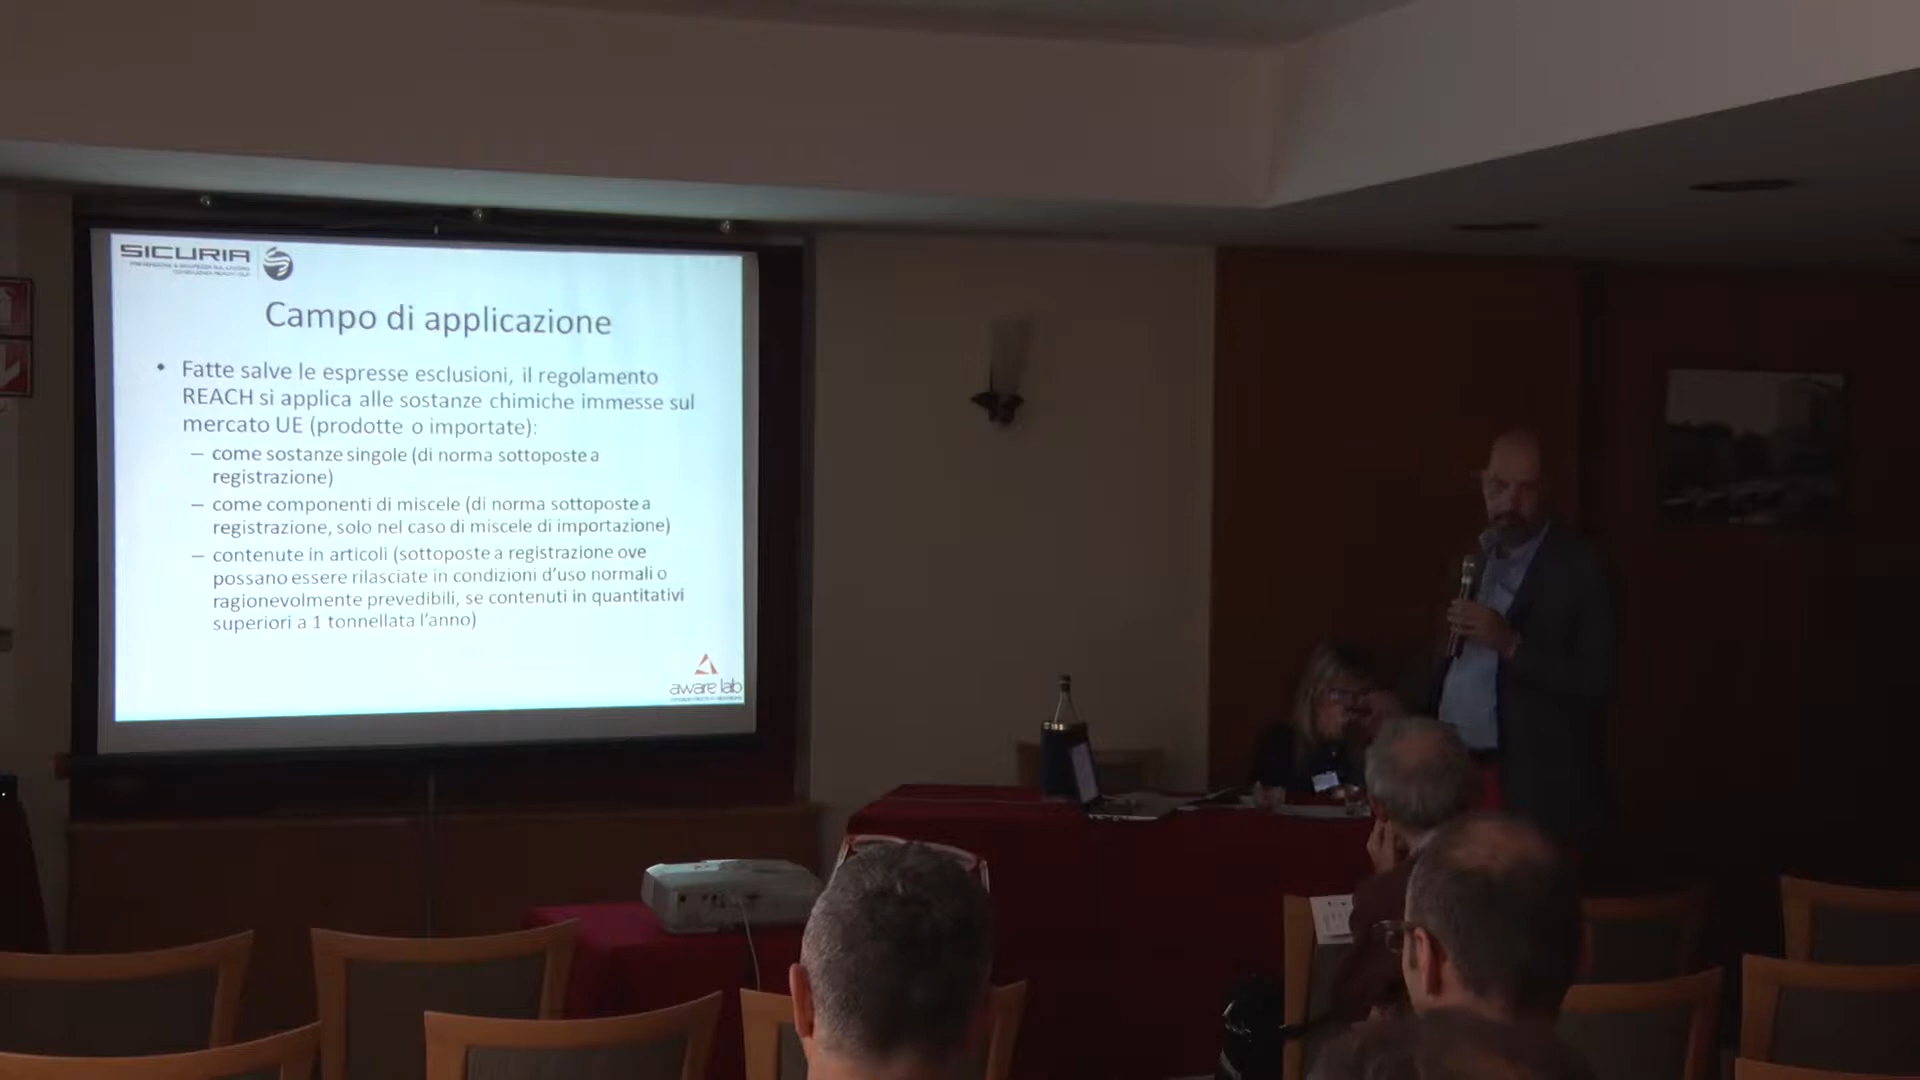 SICURIA
Campo di applicazione
• Fatte salve le espresse esclusioni, il regolamento
REACH si applica alle sostanze chimiche immesse sul
mercato UE (prodotte o importate):
– come sostanze singole (di norma sottoposte a
registrazione)
– come componenti di miscele (di norma sottoposte a
registrazione, solo nel caso di miscele di importazione)
– contenute in articoli (sottoposte a registrazione ove
possano essere rilasciate in condizioni d'uso normali o
ragionevolmente prevedibili, se contenuti in quantitativi
superiori a 1 tonnellata l'anno)
aware lab